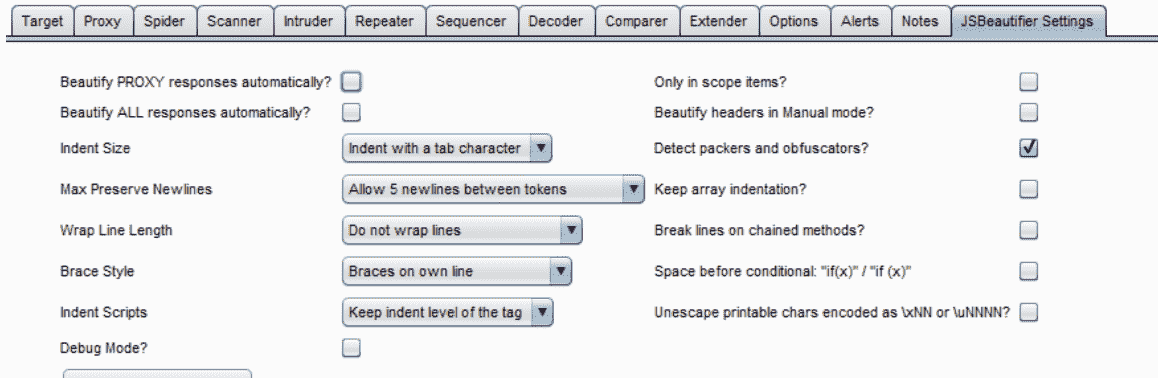 Target Proxy Spider Scanner Intruder Repeater Sequencer Decoder Comparer Extender Options Alerts Notes JSBeautifier Settings
Beautify PROXY responses automatically? Only in scope items?
Beautify ALL responses automatically? Beautify headers in Manual mode?
Indent Size Indent with a tab character Detect packers and obfuscators?
Max Preserve Newlines Allow 5 newlines between tokens Keep array indentation?
Wrap Line Length Do not wrap lines Break lines on chained methods?
Brace Style Braces on own line Space before conditional: "if(x)" / "if (x)"
Indent Scripts Keep indent level of the tag Unescape printable chars encoded as \xNN or \uNNNN?
Debug Mode?